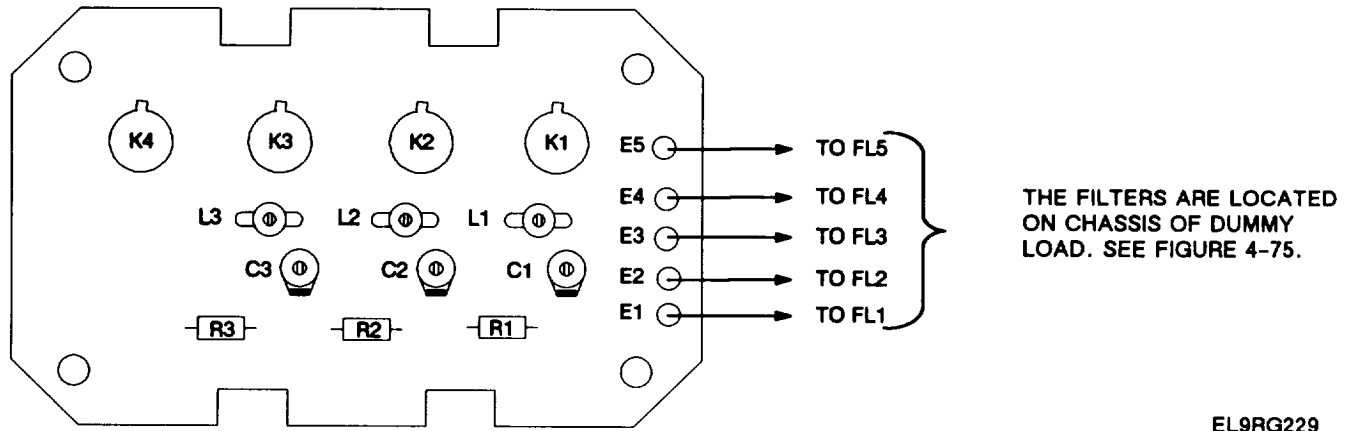 K4 K3 K2 K1
E5 TO FL5
E4 TO FL4
L3 L2 L1
E3 TO FL3
C3 C2 C1
E2 TO FL2
E1 TO FL1
R3 R2 R1
THE FILTERS ARE LOCATED
ON CHASSIS OF DUMMY
LOAD. SEE FIGURE 4-75.
EL9RG229